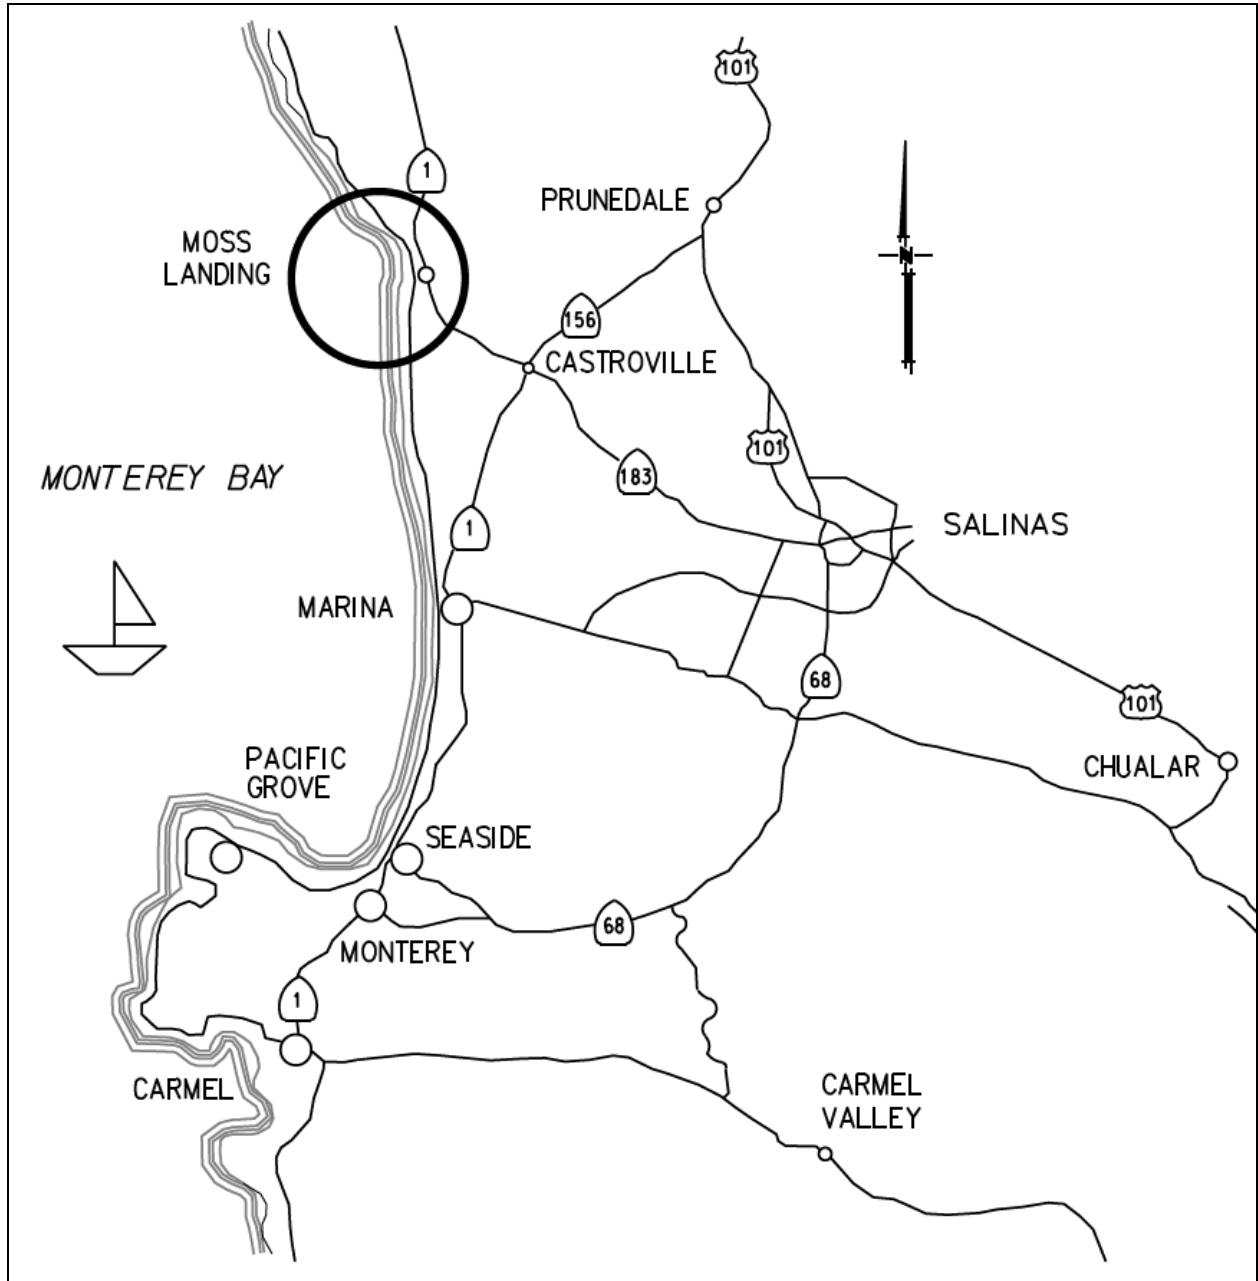 101
1
PRUNEDALE
MOSS
LANDING
N
156
CASTROVILLE
101
183
MONTEREY BAY
1
SALINAS
MARINA
68
101
PACIFIC
GROVE
CHUALAR
SEASIDE
68
MONTEREY
1
CARMEL
CARMEL
VALLEY